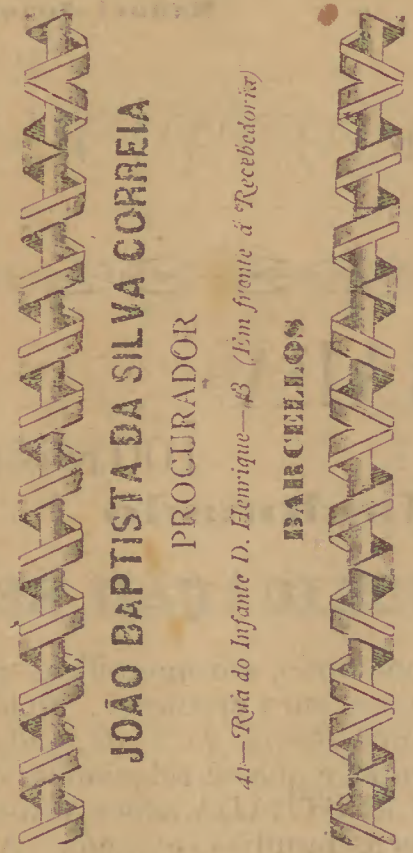 JOÃO BAPTISTA DA SILVA CORREIA
PROCURADOR
41—Rua do Infante D. Henrique—43 (Em frente á Recebedoria)
BARCELLOS